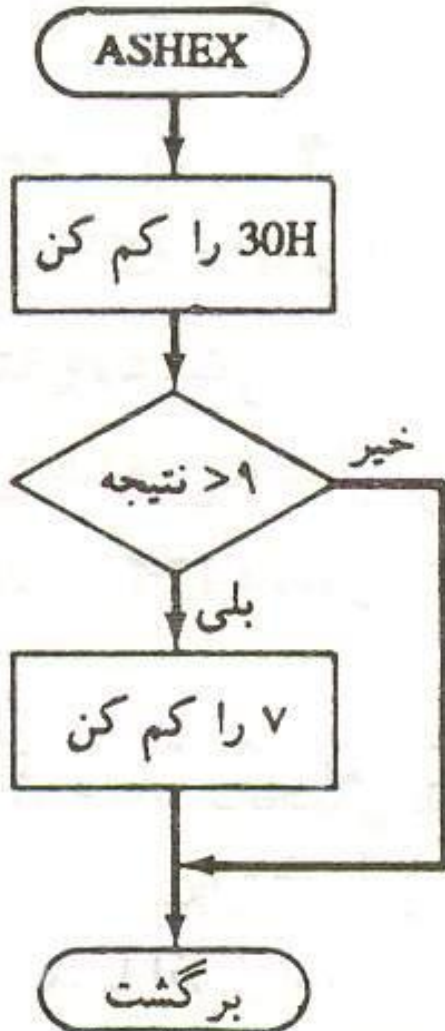 ASHEX
30H را کم کن
نتیجه > ۹
خیر
بلی
۷ را کم کن
برگشت